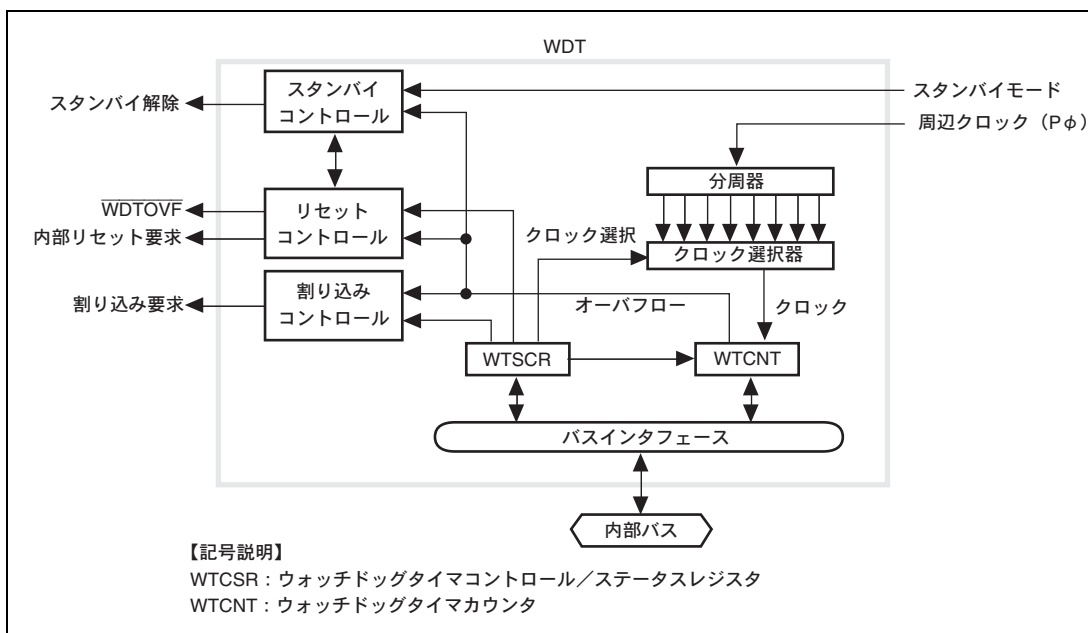 WDT
スタンバイ
コントロール
スタンバイ解除
スタンバイモード
周辺クロック（Pφ）
分周器
WDTOVF
リセット
コントロール
内部リセット要求
クロック選択
クロック選択器
割り込み
コントロール
割り込み要求
オーバフロー
クロック
WTSCR
WTCNT
バスインタフェース
内部バス
【記号説明】
WTCSR：ウォッチドッグタイマコントロール／ステータスレジスタ
WTCNT：ウォッチドッグタイマカウンタ